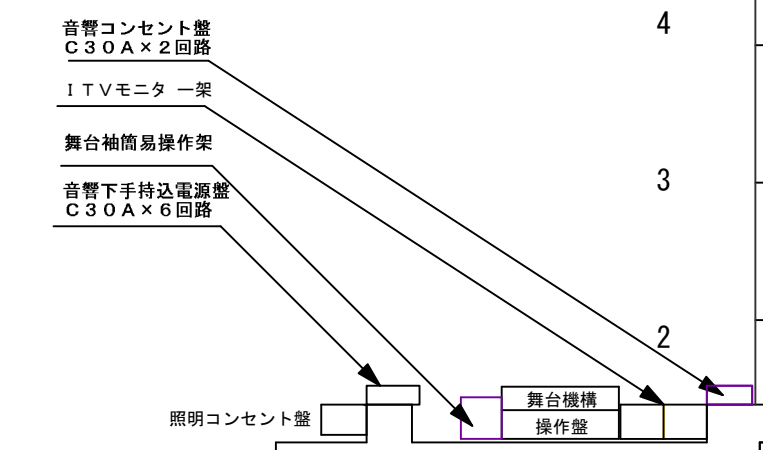 音響コンセント盤
C30A×2回路
ITVモニタ 一架
舞台袖簡易操作架
音響下手持込電源盤
C30A×6回路
4
3
2
照明コンセント盤
舞台機構
操作盤